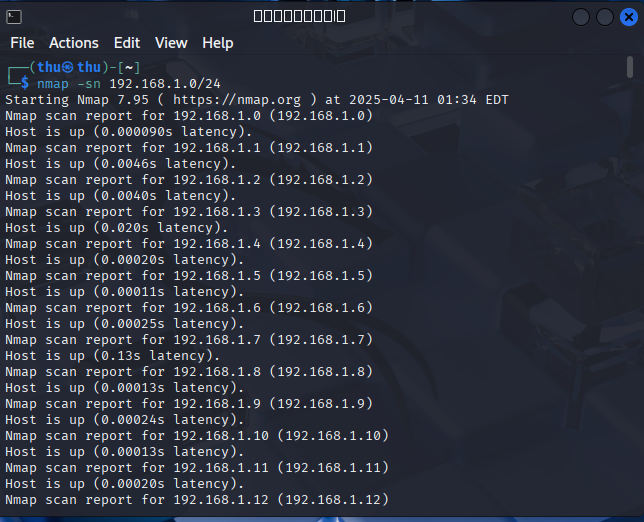 File Actions Edit View Help
┌──(thu㉿thu)-[~]
└─$ nmap -sn 192.168.1.0/24
Starting Nmap 7.95 ( https://nmap.org ) at 2025-04-11 01:34 EDT
Nmap scan report for 192.168.1.0 (192.168.1.0)
Host is up (0.000090s latency).
Nmap scan report for 192.168.1.1 (192.168.1.1)
Host is up (0.0046s latency).
Nmap scan report for 192.168.1.2 (192.168.1.2)
Host is up (0.0040s latency).
Nmap scan report for 192.168.1.3 (192.168.1.3)
Host is up (0.020s latency).
Nmap scan report for 192.168.1.4 (192.168.1.4)
Host is up (0.00020s latency).
Nmap scan report for 192.168.1.5 (192.168.1.5)
Host is up (0.00011s latency).
Nmap scan report for 192.168.1.6 (192.168.1.6)
Host is up (0.00025s latency).
Nmap scan report for 192.168.1.7 (192.168.1.7)
Host is up (0.13s latency).
Nmap scan report for 192.168.1.8 (192.168.1.8)
Host is up (0.00013s latency).
Nmap scan report for 192.168.1.9 (192.168.1.9)
Host is up (0.00024s latency).
Nmap scan report for 192.168.1.10 (192.168.1.10)
Host is up (0.00013s latency).
Nmap scan report for 192.168.1.11 (192.168.1.11)
Host is up (0.00020s latency).
Nmap scan report for 192.168.1.12 (192.168.1.12)